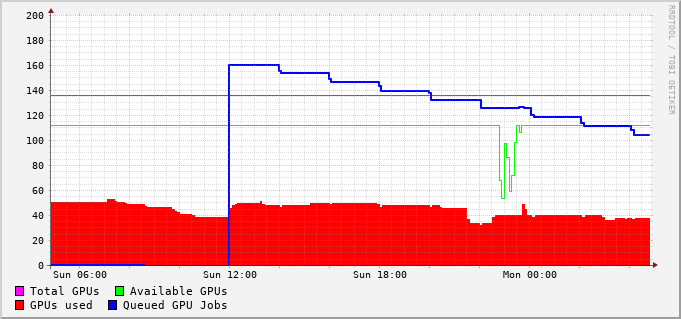 200
180
160
140
120
100
80
60
40
20
0
Sun 06:00 Sun 12:00 Sun 18:00 Mon 00:00
Total GPUs Available GPUs
GPUs used Queued GPU Jobs
RRDTOOL / TOBI OETIKER